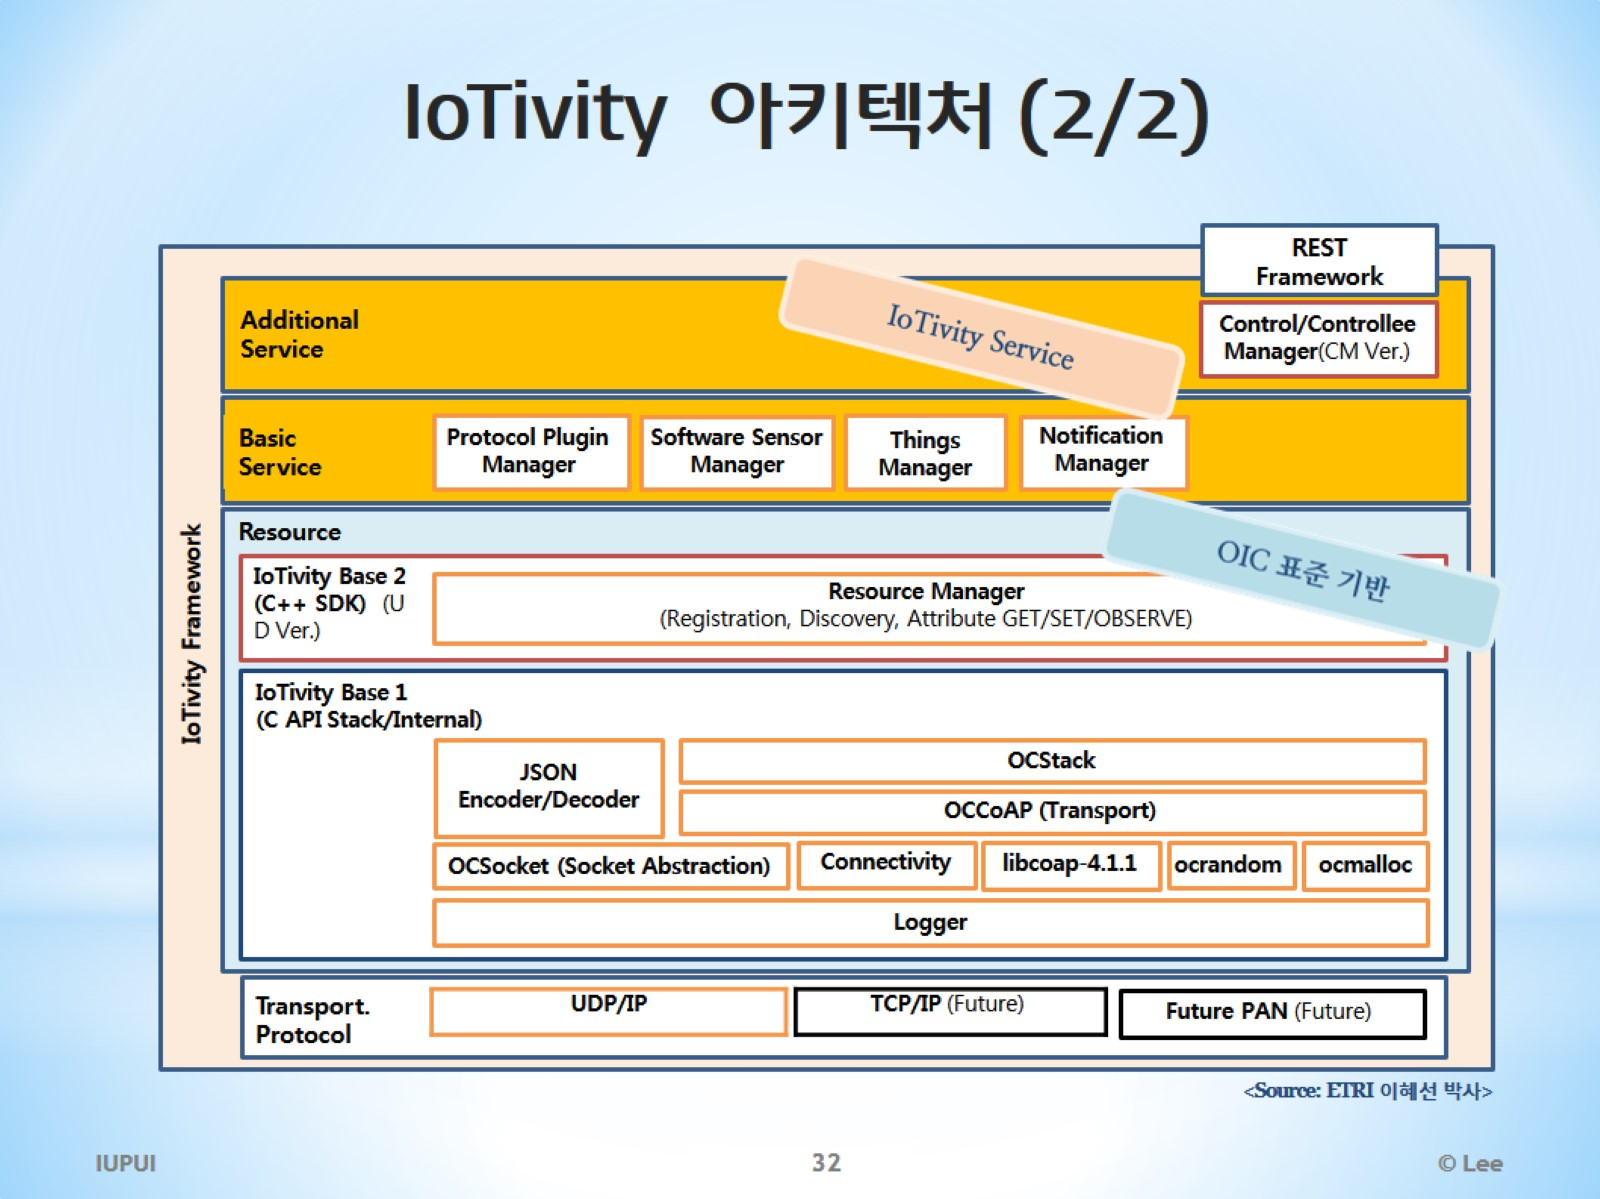 IoTivity 아키텍처 (2/2)
REST
Framework
Additional
Service
IoTivity Service
Control/Controllee
Manager(CM Ver.)
Basic
Service
Protocol Plugin
Manager
Software Sensor
Manager
Things
Manager
Notification
Manager
IoTivity Framework
Resource
OIC 표준 기반
IoTivity Base 2
(C++ SDK) (U
D Ver.)
Resource Manager
(Registration, Discovery, Attribute GET/SET/OBSERVE)
IoTivity Base 1
(C API Stack/Internal)
JSON
Encoder/Decoder
OCStack
OCCoAP (Transport)
OCSocket (Socket Abstraction)
Connectivity
libcoap-4.1.1
ocrandom
ocmalloc
Logger
Transport.
Protocol
UDP/IP
TCP/IP (Future)
Future PAN (Future)
<Source: ETRI 이혜선 박사>
IUPUI
32
© Lee